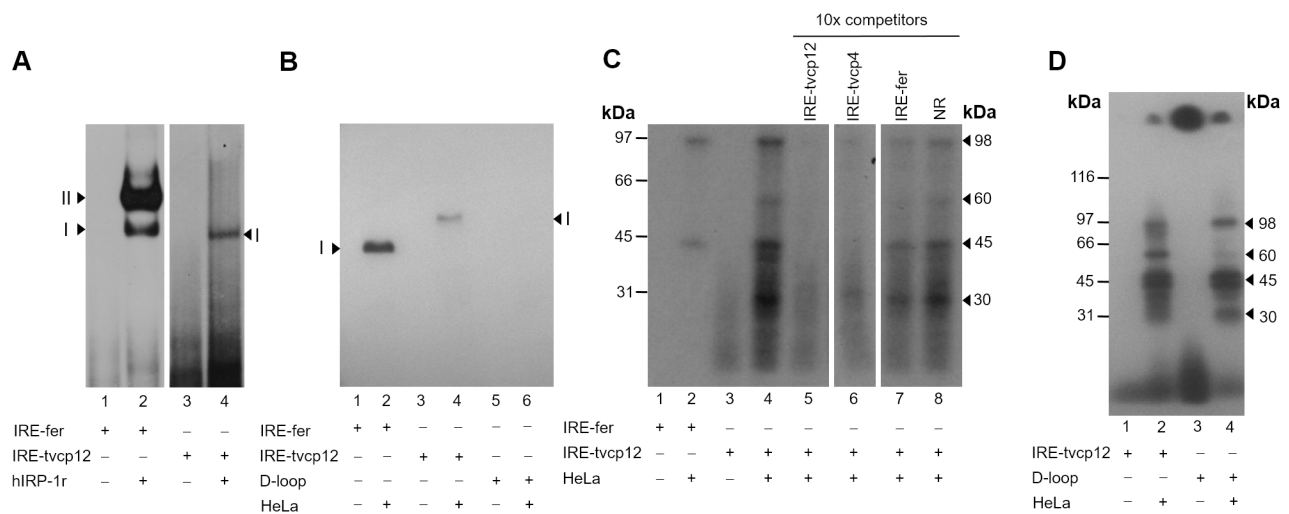 A
II
I
I
1 2 3 4
IRE-fer + + – –
IRE-tvcp12 – – + +
hIRP-1r – + – +
B
I
I
1 2 3 4 5 6
IRE-fer + + – – – –
IRE-tvcp12 – – + + – –
D-loop – – – – + +
HeLa – + – + – +
C
10x competitors
IRE-tvcp12
IRE-tvcp4
IRE-fer
NR
kDa
kDa
97
98
66
60
45
45
31
30
1 2 3 4 5 6 7 8
IRE-fer + + – – – – – –
IRE-tvcp12 – – + + + + + +
HeLa – + – + + + + +
D
kDa
kDa
116
97
98
66
60
45
45
31
30
1 2 3 4
IRE-tvcp12 + + – –
D-loop – – + +
HeLa – + – +